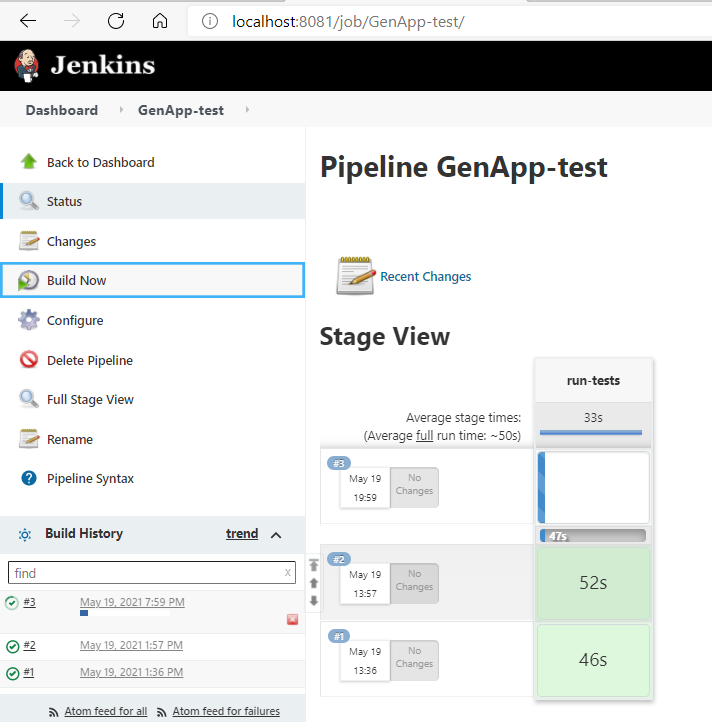 localhost:8081/job/GenApp-test/
Jenkins
Dashboard GenApp-test
Back to Dashboard
Status
Changes
Build Now
Configure
Delete Pipeline
Full Stage View
Rename
Pipeline Syntax
Build History trend
find x
#3 May 19, 2021 7:59 PM
#2 May 19, 2021 1:57 PM
#1 May 19, 2021 1:36 PM
Atom feed for all Atom feed for failures
Pipeline GenApp-test
Recent Changes
Stage View
run-tests
Average stage times: 33s
(Average full run time: ~50s)
#3
May 19 No
19:59 Changes
47s
#2
May 19 No
13:57 Changes
52s
#1
May 19 No
13:36 Changes
46s